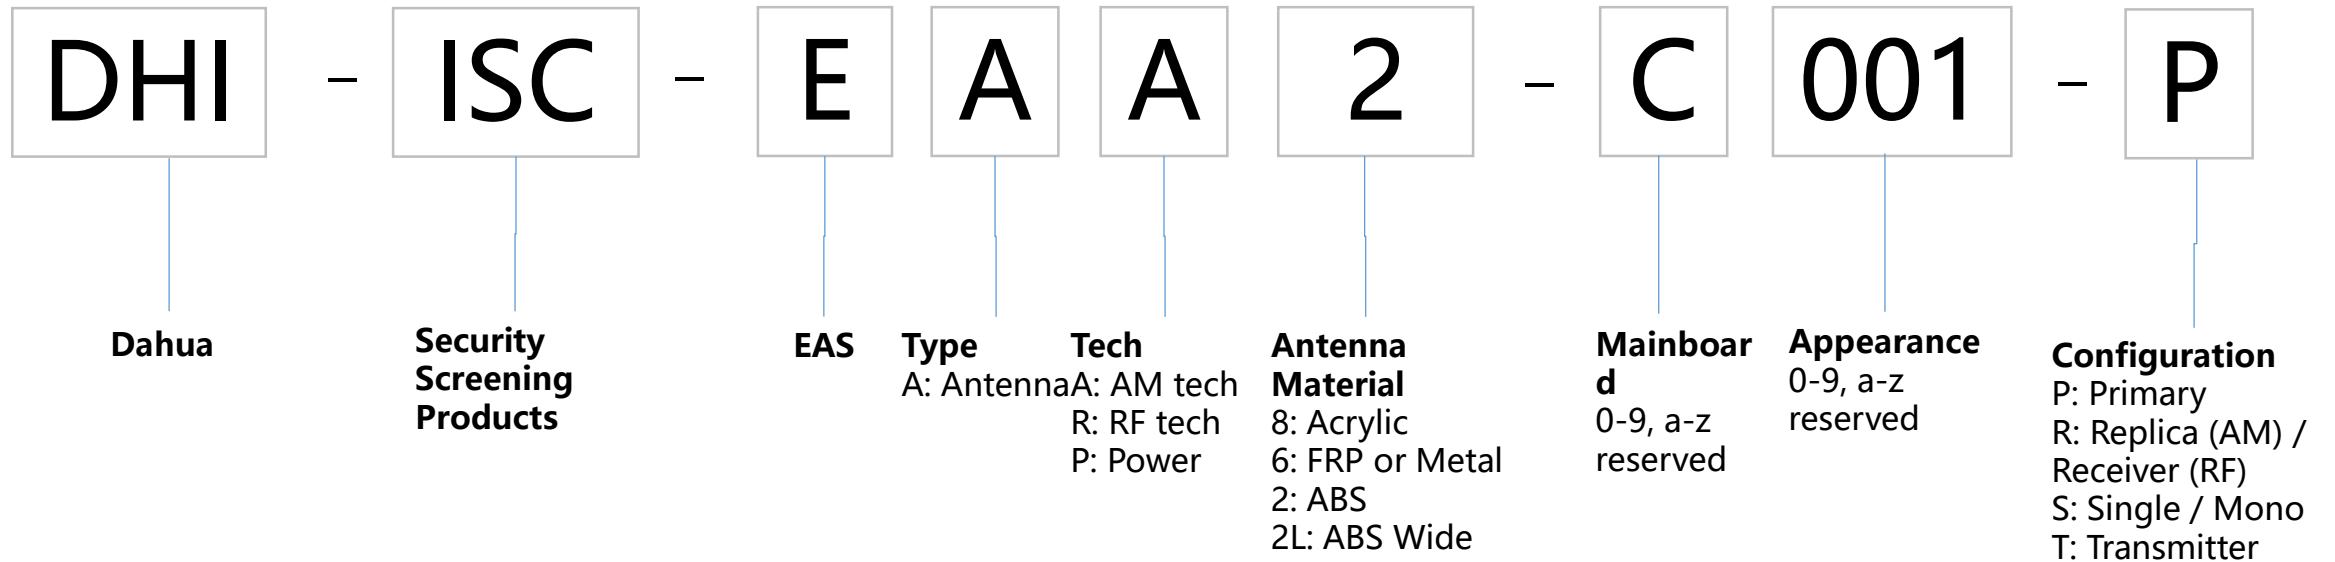 DHI – ISC – E A A 2 – C 001 – P
Dahua
Security
Screening
Products
EAS
Type
A: Antenna
Tech
A: AM tech
R: RF tech
P: Power
Antenna
Material
8: Acrylic
6: FRP or Metal
2: ABS
2L: ABS Wide
Mainboar
d
0-9, a-z
reserved
Appearance
0-9, a-z
reserved
Configuration
P: Primary
R: Replica (AM) /
Receiver (RF)
S: Single / Mono
T: Transmitter